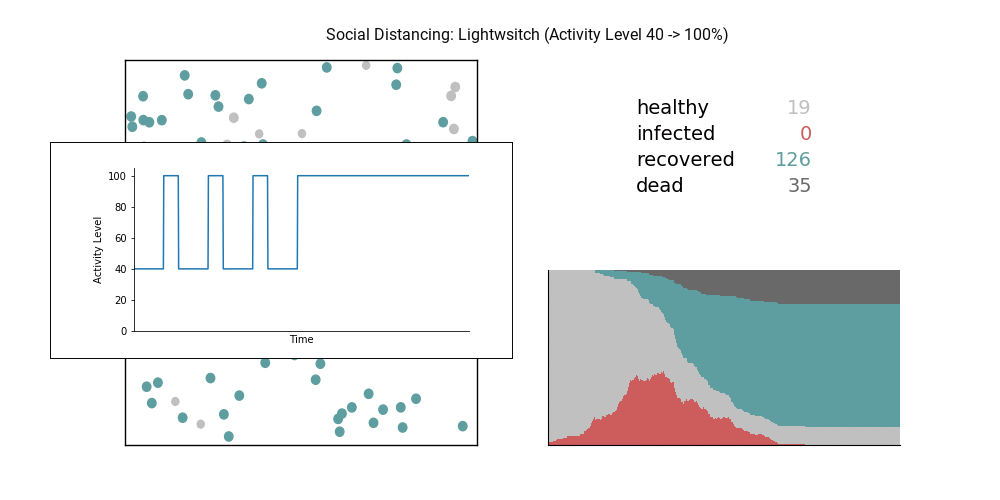 Social Distancing: Lightwsitch (Activity Level 40 -> 100%)
healthy 19
infected 0
recovered 126
dead 35
Activity Level
100
80
60
40
20
0
Time